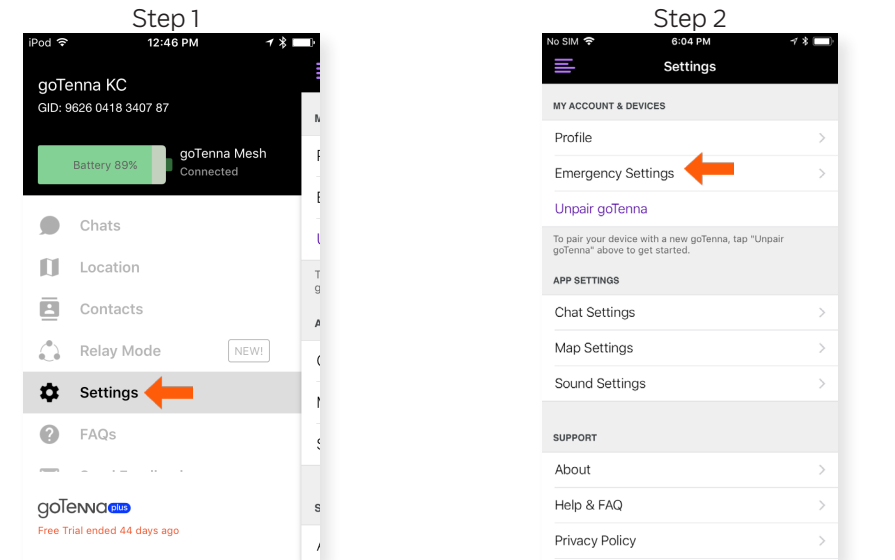 Step 1
iPod
12:46 PM
goTenna KC
GID: 9626 0418 3407 87
Battery 89%
goTenna Mesh
Connected
Chats
Location
Contacts
Relay Mode
NEW!
Settings
FAQs
goTenna plus
Free Trial ended 44 days ago
Step 2
No SIM
6:04 PM
Settings
MY ACCOUNT & DEVICES
Profile
Emergency Settings
Unpair goTenna
To pair your device with a new goTenna, tap "Unpair
goTenna" above to get started.
APP SETTINGS
Chat Settings
Map Settings
Sound Settings
SUPPORT
About
Help & FAQ
Privacy Policy